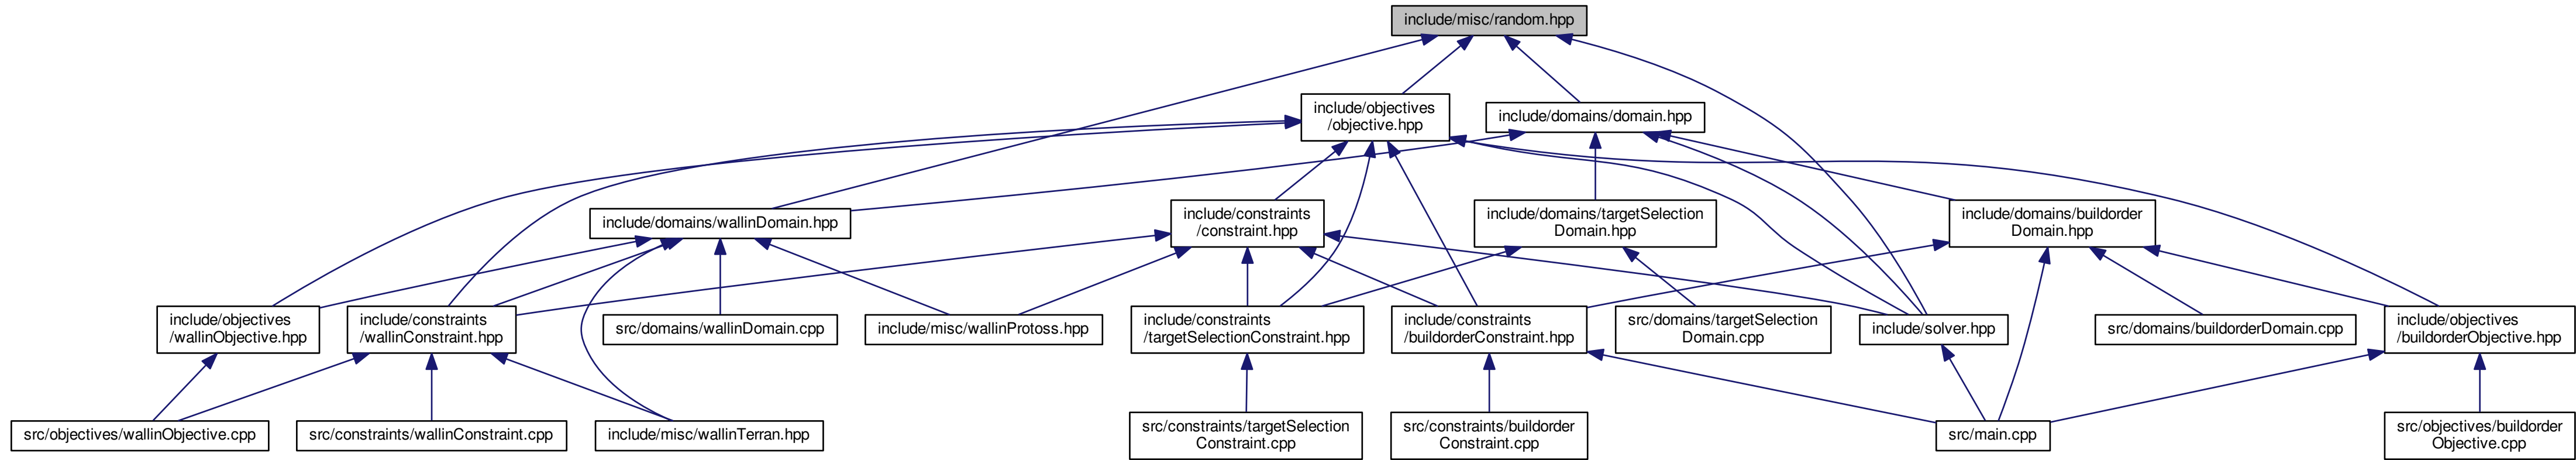 include/misc/random.hpp
include/objectives
/objective.hpp
include/domains/domain.hpp
include/domains/wallinDomain.hpp
include/constraints
/constraint.hpp
include/domains/targetSelection
Domain.hpp
include/domains/buildorder
Domain.hpp
include/objectives
/wallinObjective.hpp
include/constraints
/wallinConstraint.hpp
src/domains/wallinDomain.cpp
include/misc/wallinProtoss.hpp
include/constraints
/targetSelectionConstraint.hpp
include/constraints
/buildorderConstraint.hpp
src/domains/targetSelection
Domain.cpp
include/solver.hpp
src/domains/buildorderDomain.cpp
include/objectives
/buildorderObjective.hpp
src/objectives/wallinObjective.cpp
src/constraints/wallinConstraint.cpp
include/misc/wallinTerran.hpp
src/constraints/targetSelection
Constraint.cpp
src/constraints/buildorder
Constraint.cpp
src/main.cpp
src/objectives/buildorder
Objective.cpp